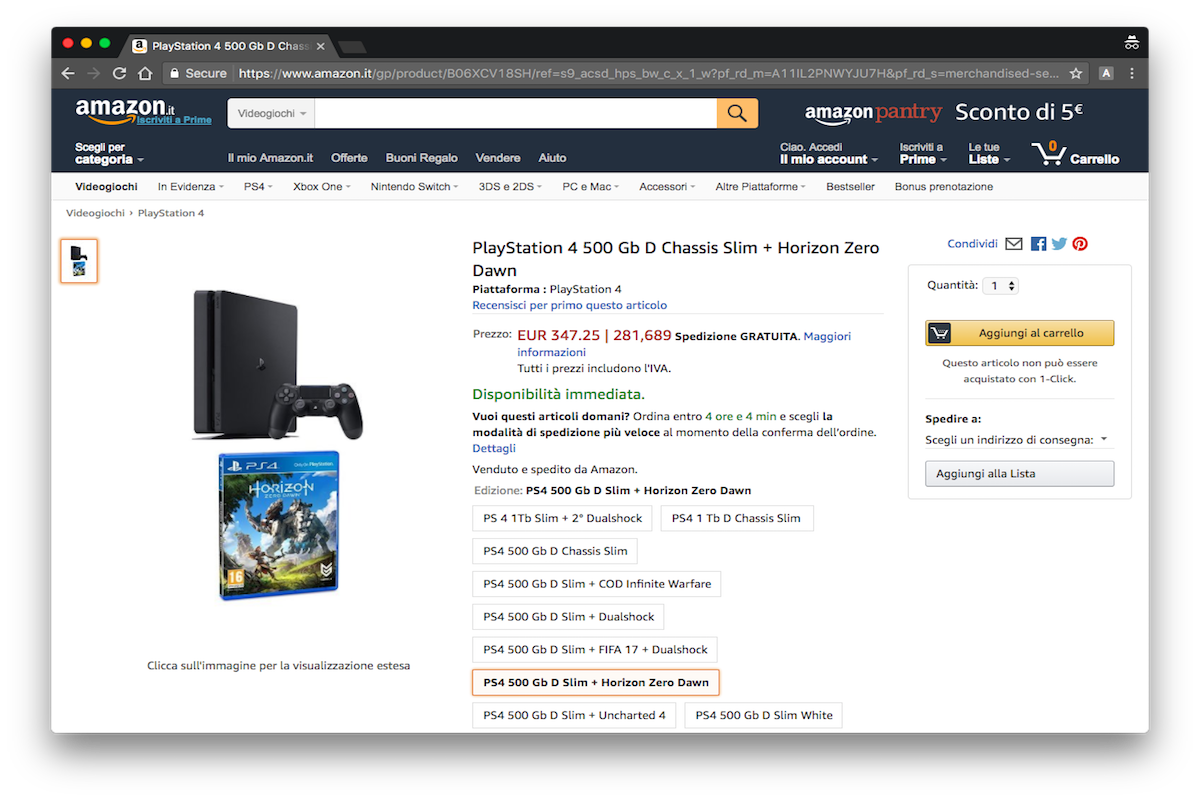 PlayStation 4 500 Gb D Chass
Secure
https://www.amazon.it/gp/product/B06XCV18SH/ref=s9_acsd_hps_bw_c_x_1_w?pf_rd_m=A11IL2PNWYJU7H&pf_rd_s=merchandised-se...
A
amazon.it
Iscriviti a Prime
Videogiochi
amazon pantry Sconto di 5€
Scegli per
categoria
Il mio Amazon.it Offerte Buoni Regalo Vendere Aiuto
Ciao. Accedi
Il mio account
Iscriviti a
Prime
Le tue
Liste
0
Carrello
Videogiochi In Evidenza PS4 Xbox One Nintendo Switch 3DS e 2DS PC e Mac Accessori Altre Piattaforme Bestseller Bonus prenotazione
Videogiochi › PlayStation 4
PS4
HORIZON
ZERO DAWN
16
Clicca sull'immagine per la visualizzazione estesa
PlayStation 4 500 Gb D Chassis Slim + Horizon Zero
Dawn
Piattaforma : PlayStation 4
Recensisci per primo questo articolo
Prezzo: EUR 347.25 | 281,689 Spedizione GRATUITA. Maggiori
informazioni
Tutti i prezzi includono l'IVA.
Disponibilità immediata.
Vuoi questi articoli domani? Ordina entro 4 ore e 4 min e scegli la
modalità di spedizione più veloce al momento della conferma dell'ordine.
Dettagli
Venduto e spedito da Amazon.
Edizione: PS4 500 Gb D Slim + Horizon Zero Dawn
PS 4 1Tb Slim + 2° Dualshock
PS4 1 Tb D Chassis Slim
PS4 500 Gb D Chassis Slim
PS4 500 Gb D Slim + COD Infinite Warfare
PS4 500 Gb D Slim + Dualshock
PS4 500 Gb D Slim + FIFA 17 + Dualshock
PS4 500 Gb D Slim + Horizon Zero Dawn
PS4 500 Gb D Slim + Uncharted 4
PS4 500 Gb D Slim White
Condividi
Quantità: 1
Aggiungi al carrello
Questo articolo non può essere
acquistato con 1-Click.
Spedire a:
Scegli un indirizzo di consegna:
Aggiungi alla Lista